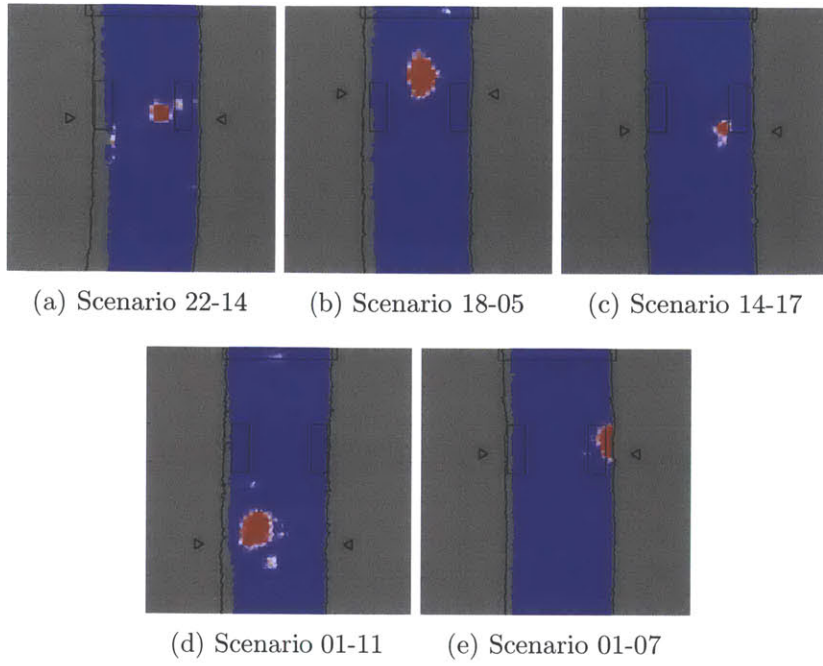 (a) Scenario 22-14
(b) Scenario 18-05
(c) Scenario 14-17
(d) Scenario 01-11
(e) Scenario 01-07